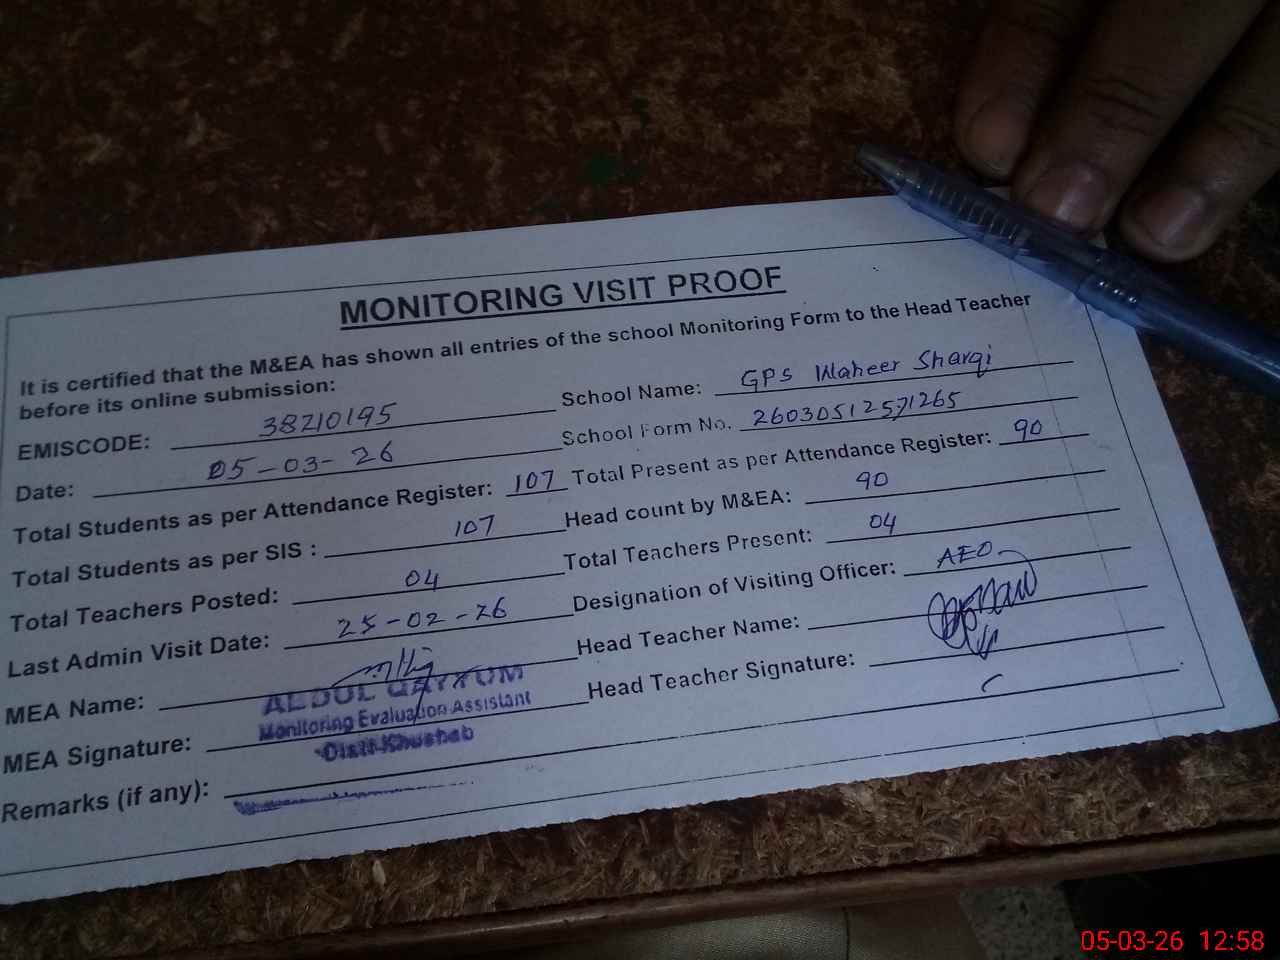 MONITORING VISIT PROOF
It is certified that the M&EA has shown all entries of the school Monitoring Form to the Head Teacher
before its online submission:
EMISCODE: 38210195 School Name: GPS Waheer Sharqi
Date: 05-03-26 School Form No. 26030512571265
Total Students as per Attendance Register: 107 Total Present as per Attendance Register: 90
Total Students as per SIS : 107 Head count by M&EA: 90
Total Teachers Posted: 04 Total Teachers Present: 04
Last Admin Visit Date: 25-02-26 Designation of Visiting Officer: AEO
MEA Name: Head Teacher Name:
MEA Signature: ABDUL QAYYUM Head Teacher Signature:
Monitoring Evaluation Assistant
Distt Khushab
Remarks (if any):
05-03-26 12:58